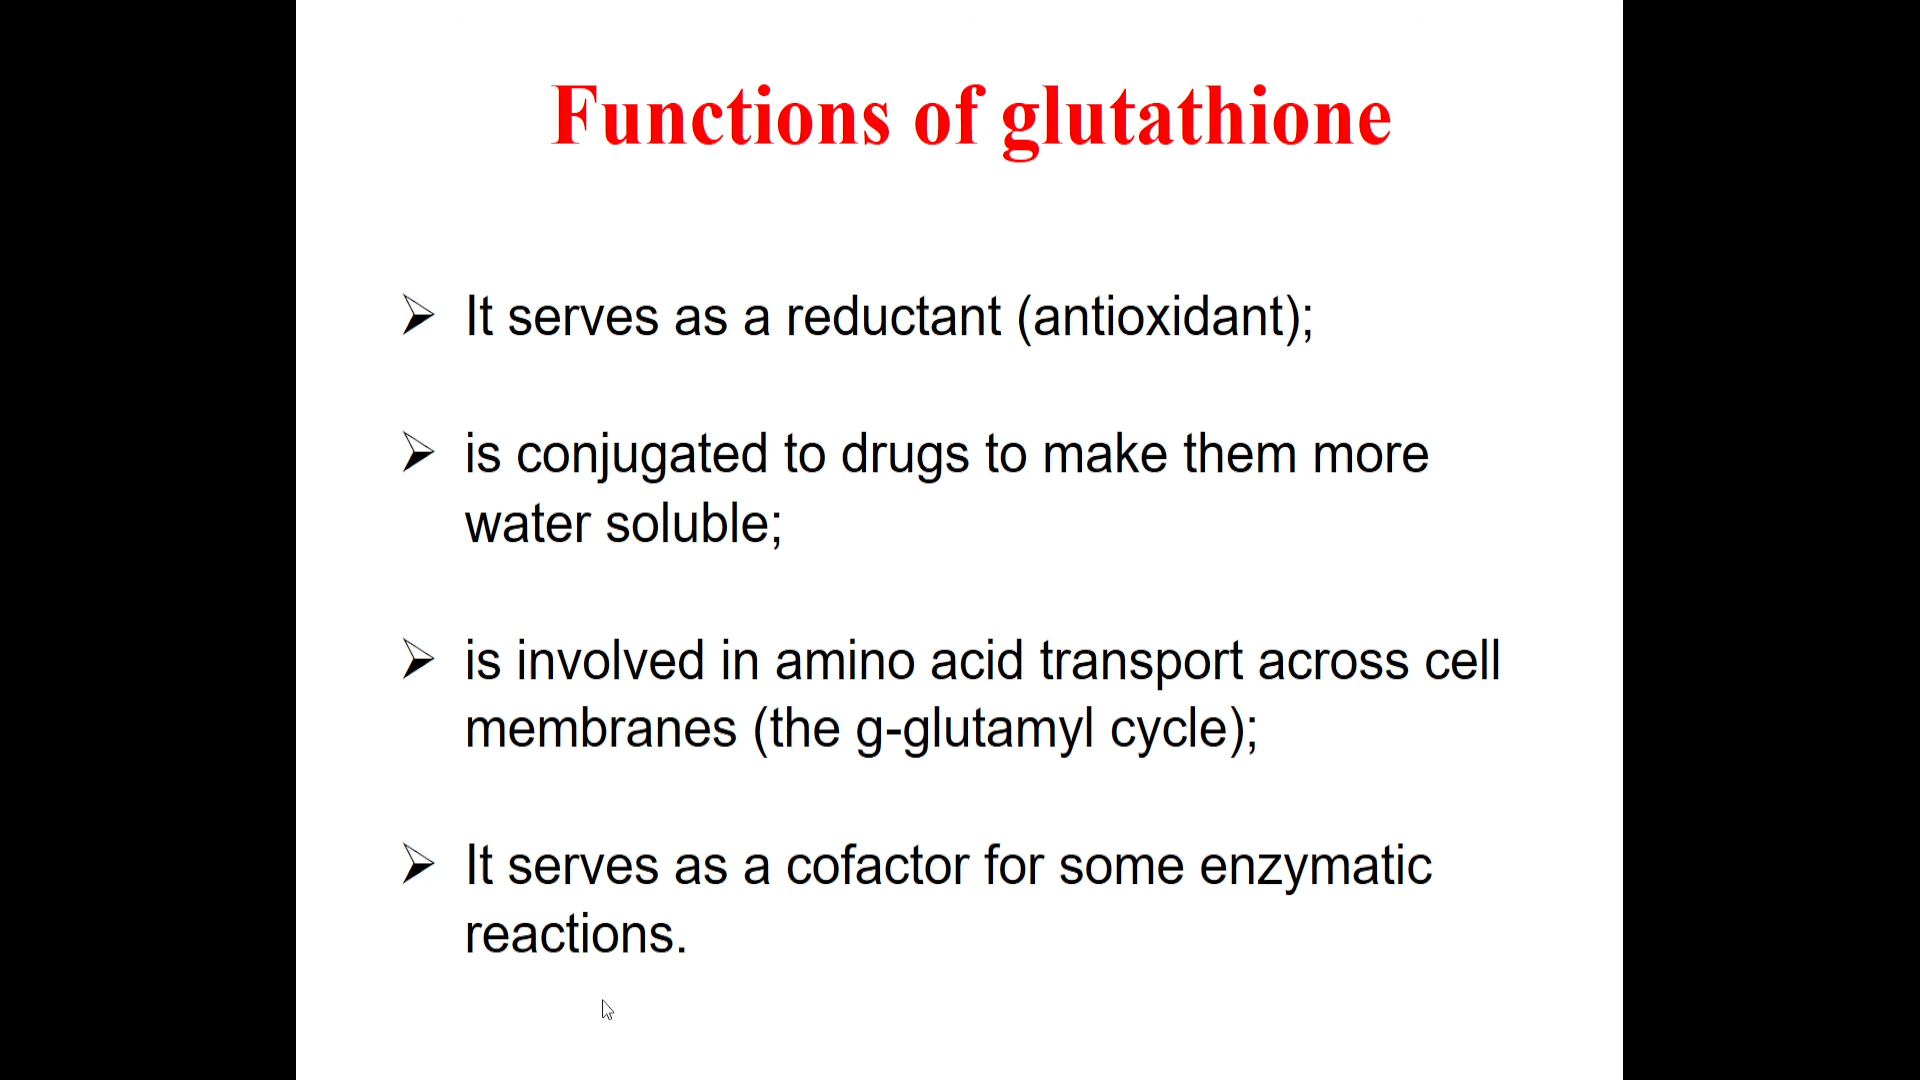 Functions of glutathione
➢ It serves as a reductant (antioxidant);
➢ is conjugated to drugs to make them more
water soluble;
➢ is involved in amino acid transport across cell
membranes (the g-glutamyl cycle);
➢ It serves as a cofactor for some enzymatic
reactions.